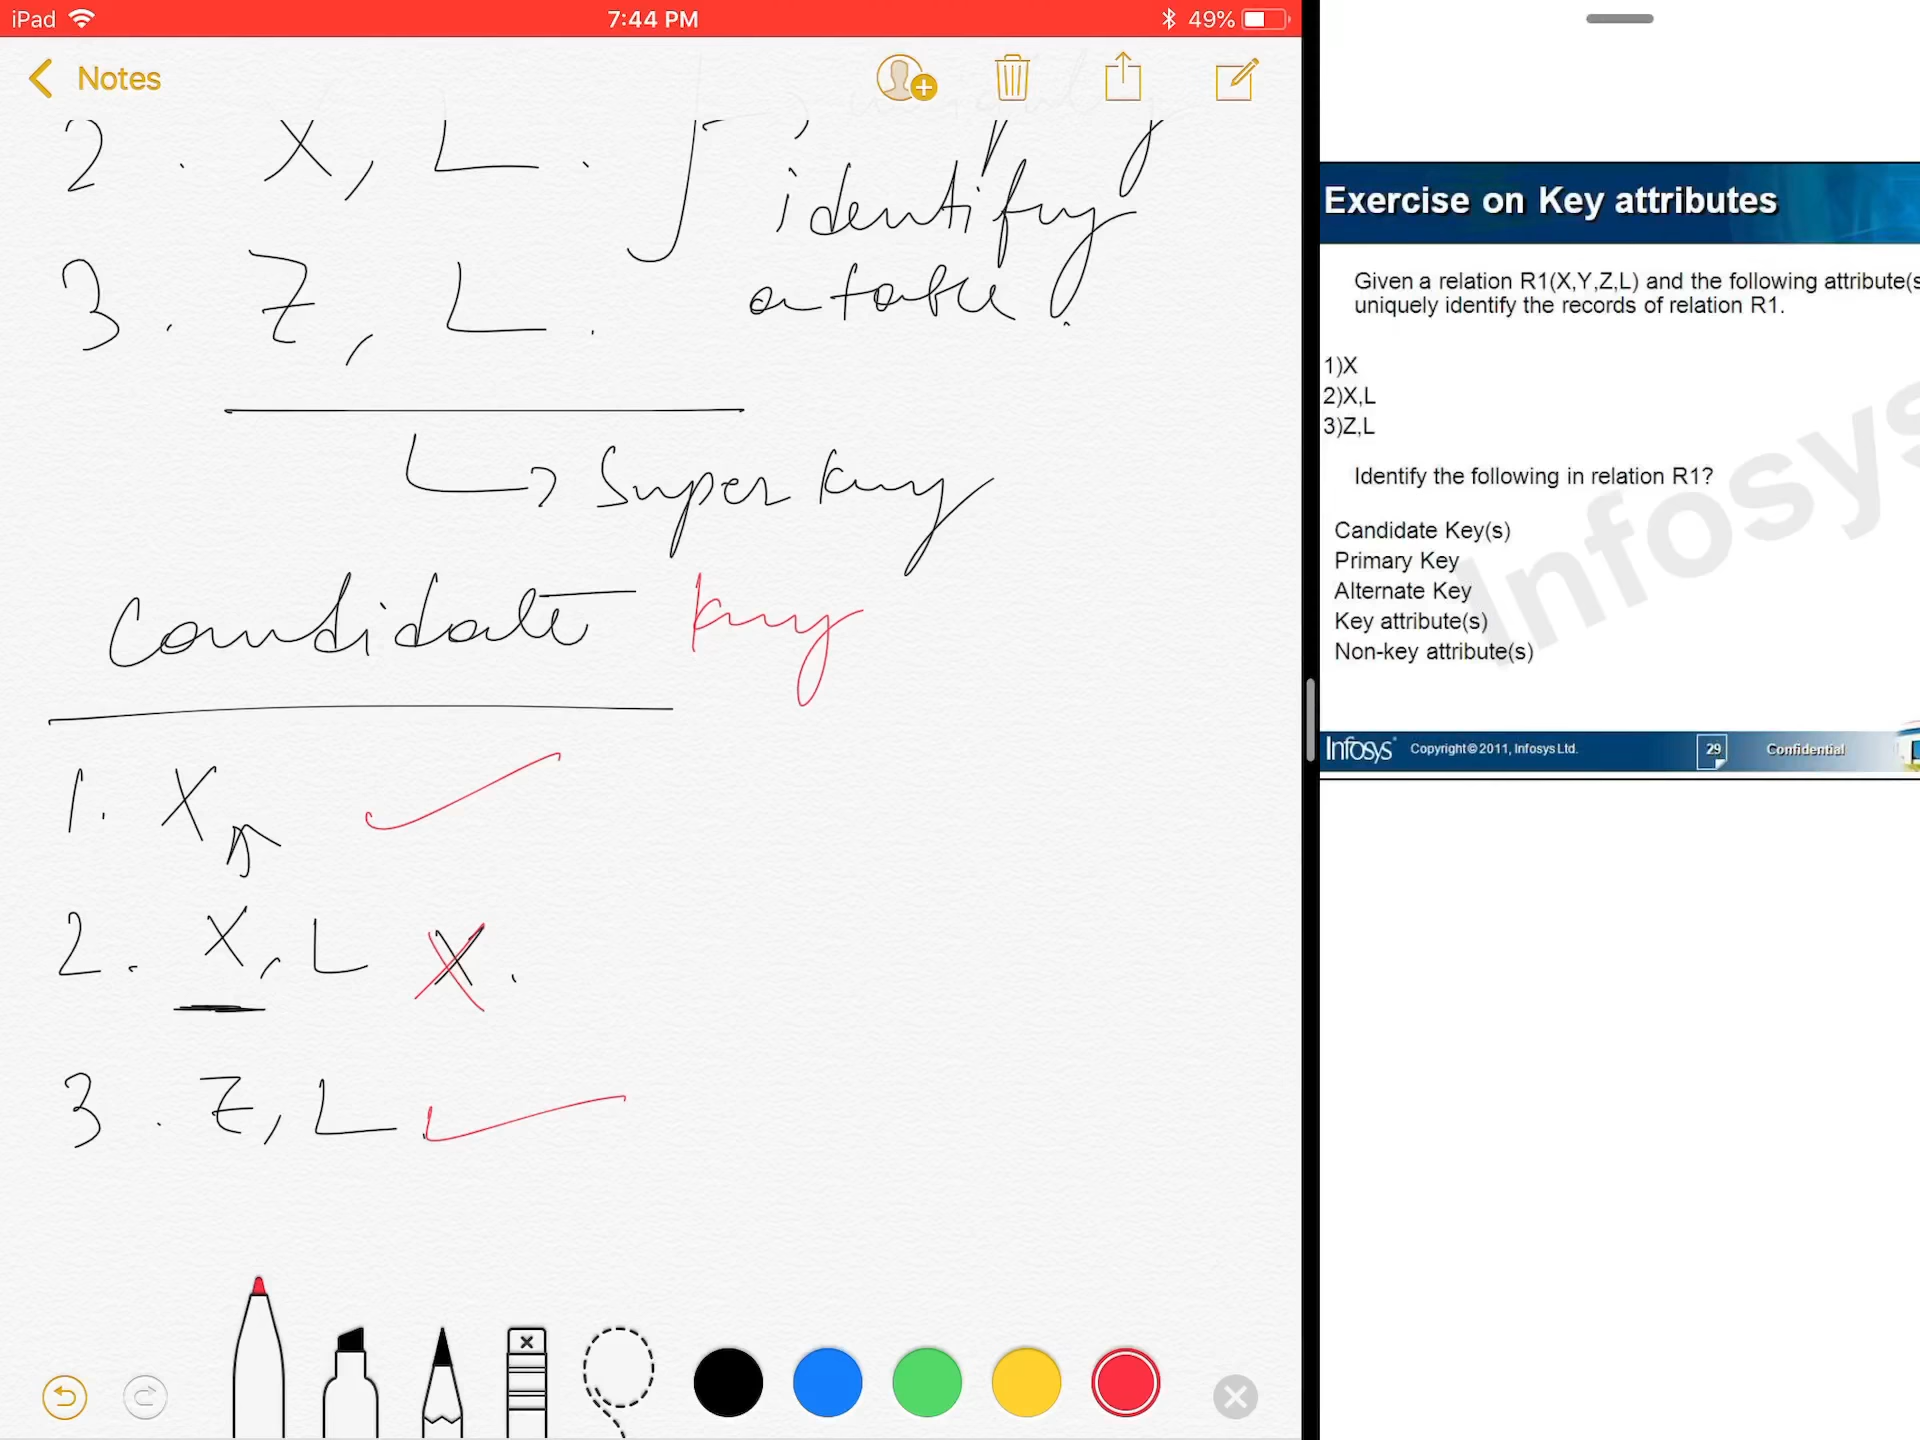 iPad 7:44 PM 49%
Notes
2. X, L.
identify
a table.
3. Z, L.
↳ Super key
Candidate key
1. X
2. X, L X.
3. Z, L.
Exercise on Key attributes
Given a relation R1(X,Y,Z,L) and the following attribute(s
uniquely identify the records of relation R1.
1)X
2)X,L
3)Z,L
Identify the following in relation R1?
Candidate Key(s)
Primary Key
Alternate Key
Key attribute(s)
Non-key attribute(s)
Infosys
Infosys Copyright©2011, Infosys Ltd. 29 Confidential